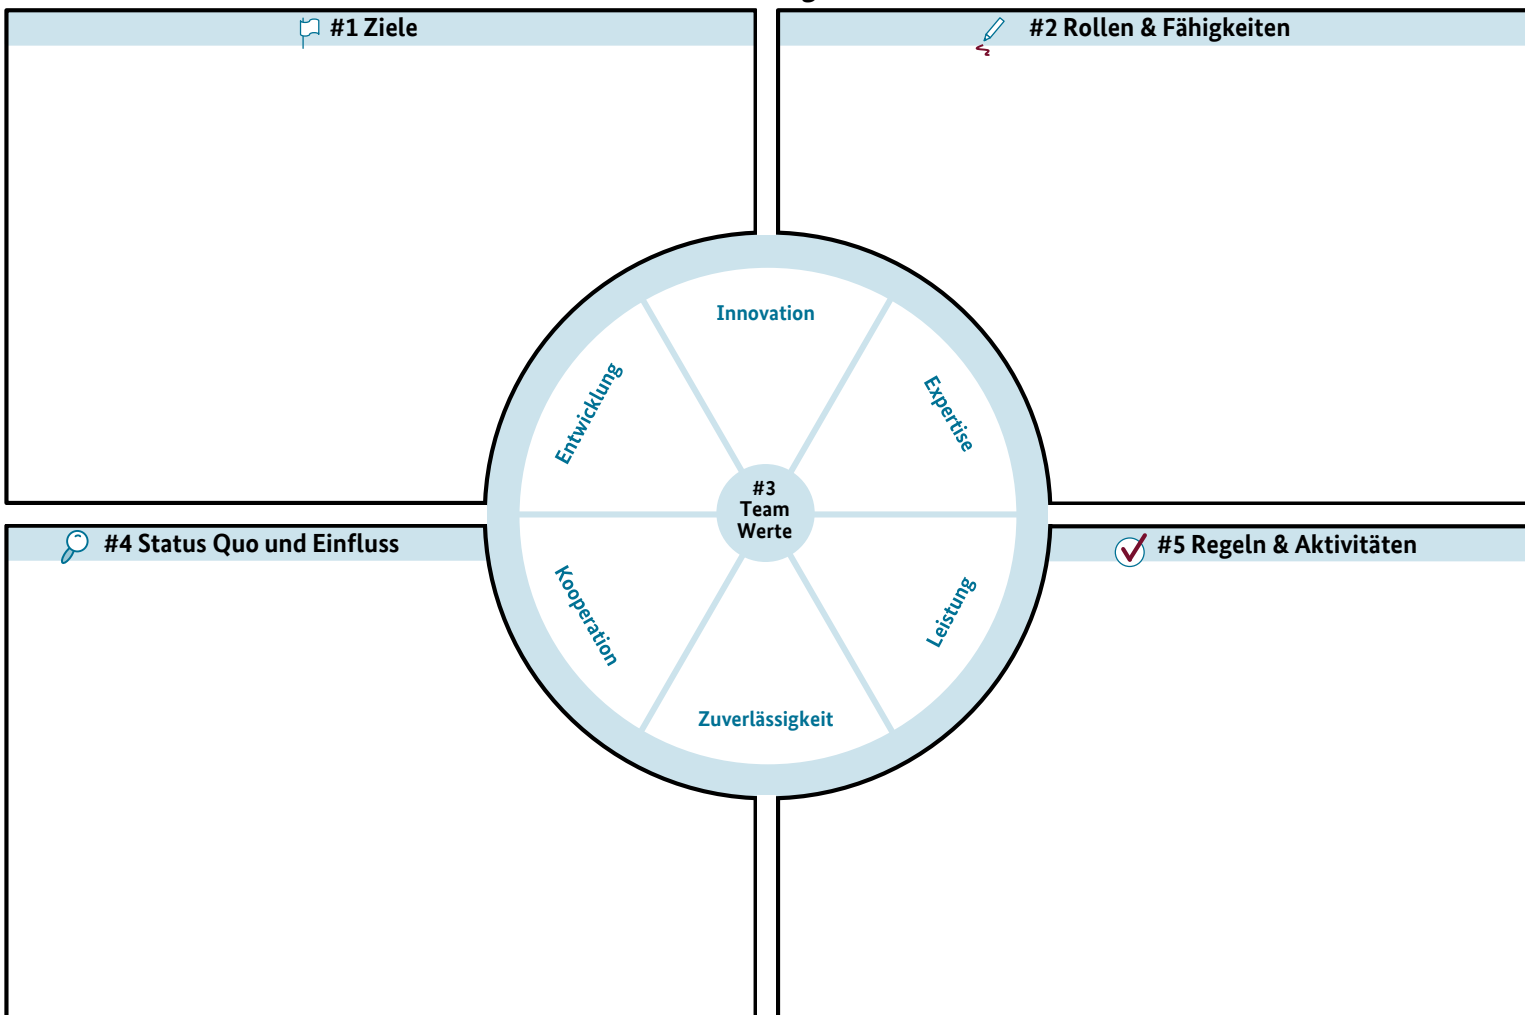 #1 Ziele
#2 Rollen & Fähigkeiten
Innovation
Entwicklung
Expertise
#3
Team
Werte
#4 Status Quo und Einfluss
#5 Regeln & Aktivitäten
Kooperation
Leistung
Zuverlässigkeit